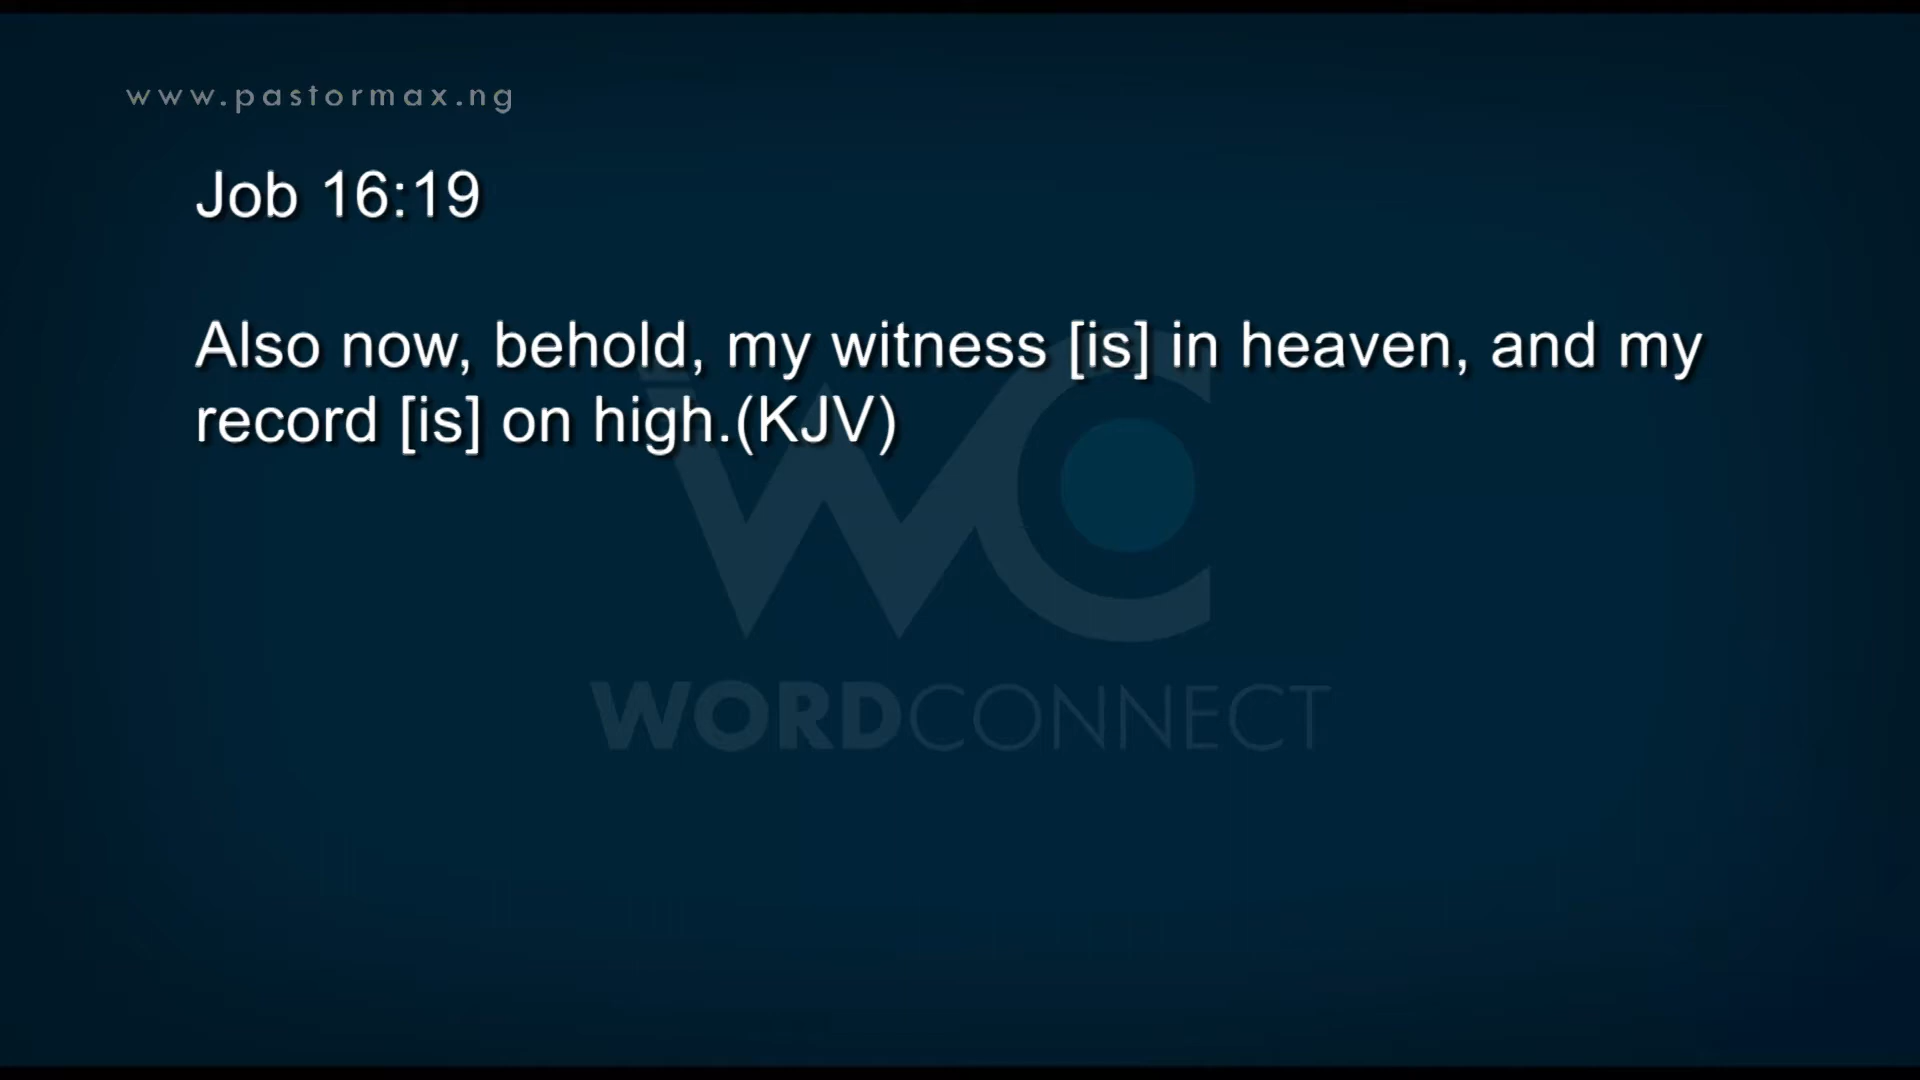 www.pastormax.ng
Job 16:19
Also now, behold, my witness [is] in heaven, and my
record [is] on high.(KJV)
WC
WORDCONNECT